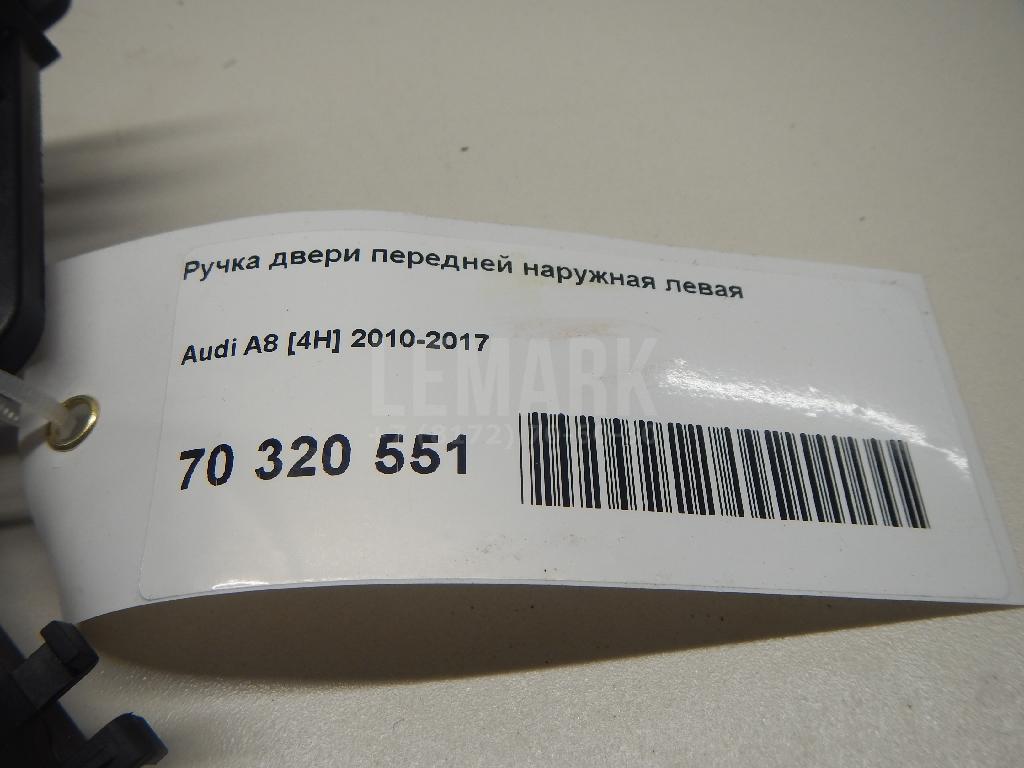 Ручка двери передней наружная левая
Audi A8 [4H] 2010-2017
LEMARK
70 320 551